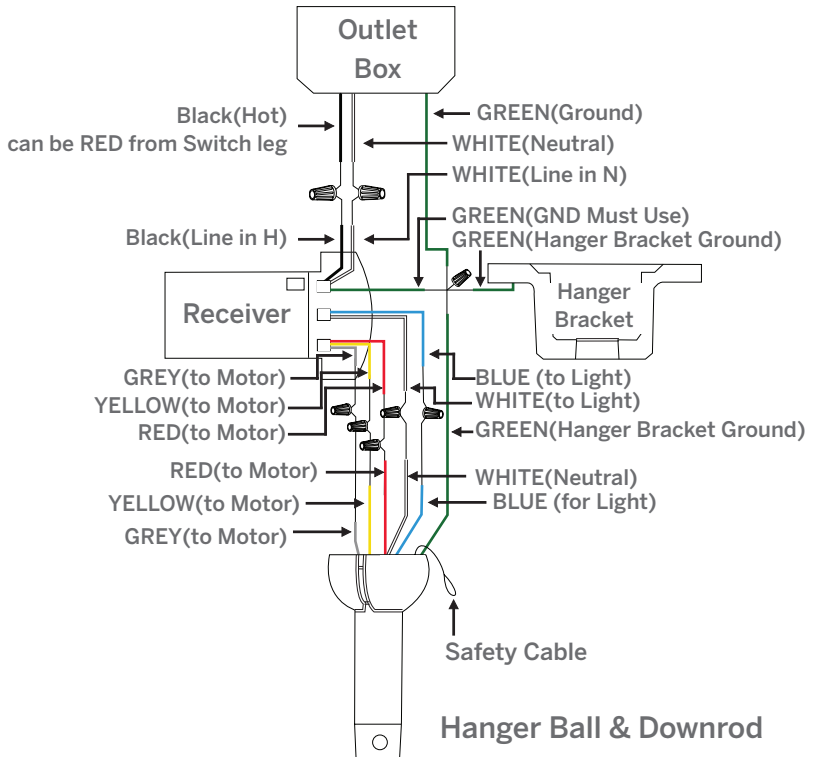 Outlet
Box
Black(Hot)
can be RED from Switch leg
GREEN(Ground)
WHITE(Neutral)
WHITE(Line in N)
GREEN(GND Must Use)
Black(Line in H)
GREEN(Hanger Bracket Ground)
Receiver
Hanger
Bracket
GREY(to Motor)
YELLOW(to Motor)
RED(to Motor)
BLUE (to Light)
WHITE(to Light)
GREEN(Hanger Bracket Ground)
RED(to Motor)
YELLOW(to Motor)
GREY(to Motor)
WHITE(Neutral)
BLUE (for Light)
Safety Cable
Hanger Ball & Downrod